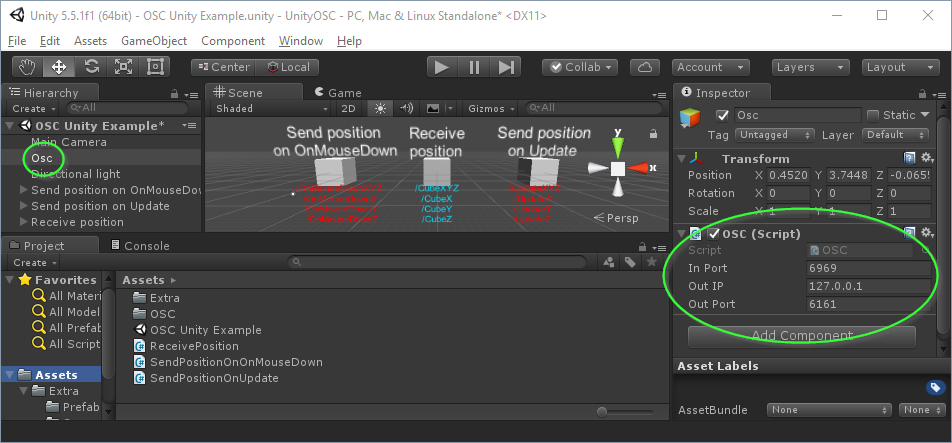 Unity 5.5.1f1 (64bit) - OSC Unity Example.unity - UnityOSC - PC, Mac & Linux Standalone* <DX11>
File Edit Assets GameObject Component Window Help
Center Local Collab Account Layers Layout
Hierarchy
Create All
OSC Unity Example*
Main Camera
Osc
Directional light
Send position on OnMouseDow
Send position on Update
Receive position
Scene Game
Shaded 2D Gizmos All
Send position
on OnMouseDown
Receive
position
Send position
on Update
/CubeXYZ
/CubeX
/CubeY
/CubeZ
y
x
Persp
Inspector
Osc Static
Tag Untagged Layer Default
Transform
Position X 0.4520 Y 3.7448 Z -0.0655
Rotation X 0 Y 0 Z 0
Scale X 1 Y 1 Z 1
OSC (Script)
Script OSC
In Port 6969
Out IP 127.0.0.1
Out Port 6161
Add Component
Asset Labels
AssetBundle None None
Project Console
Create
Favorites
All Materi
All Model
All Prefab
All Script
Assets
Extra
Prefab
Assets
Extra
OSC
OSC Unity Example
ReceivePosition
SendPositionOnOnMouseDown
SendPositionOnUpdate